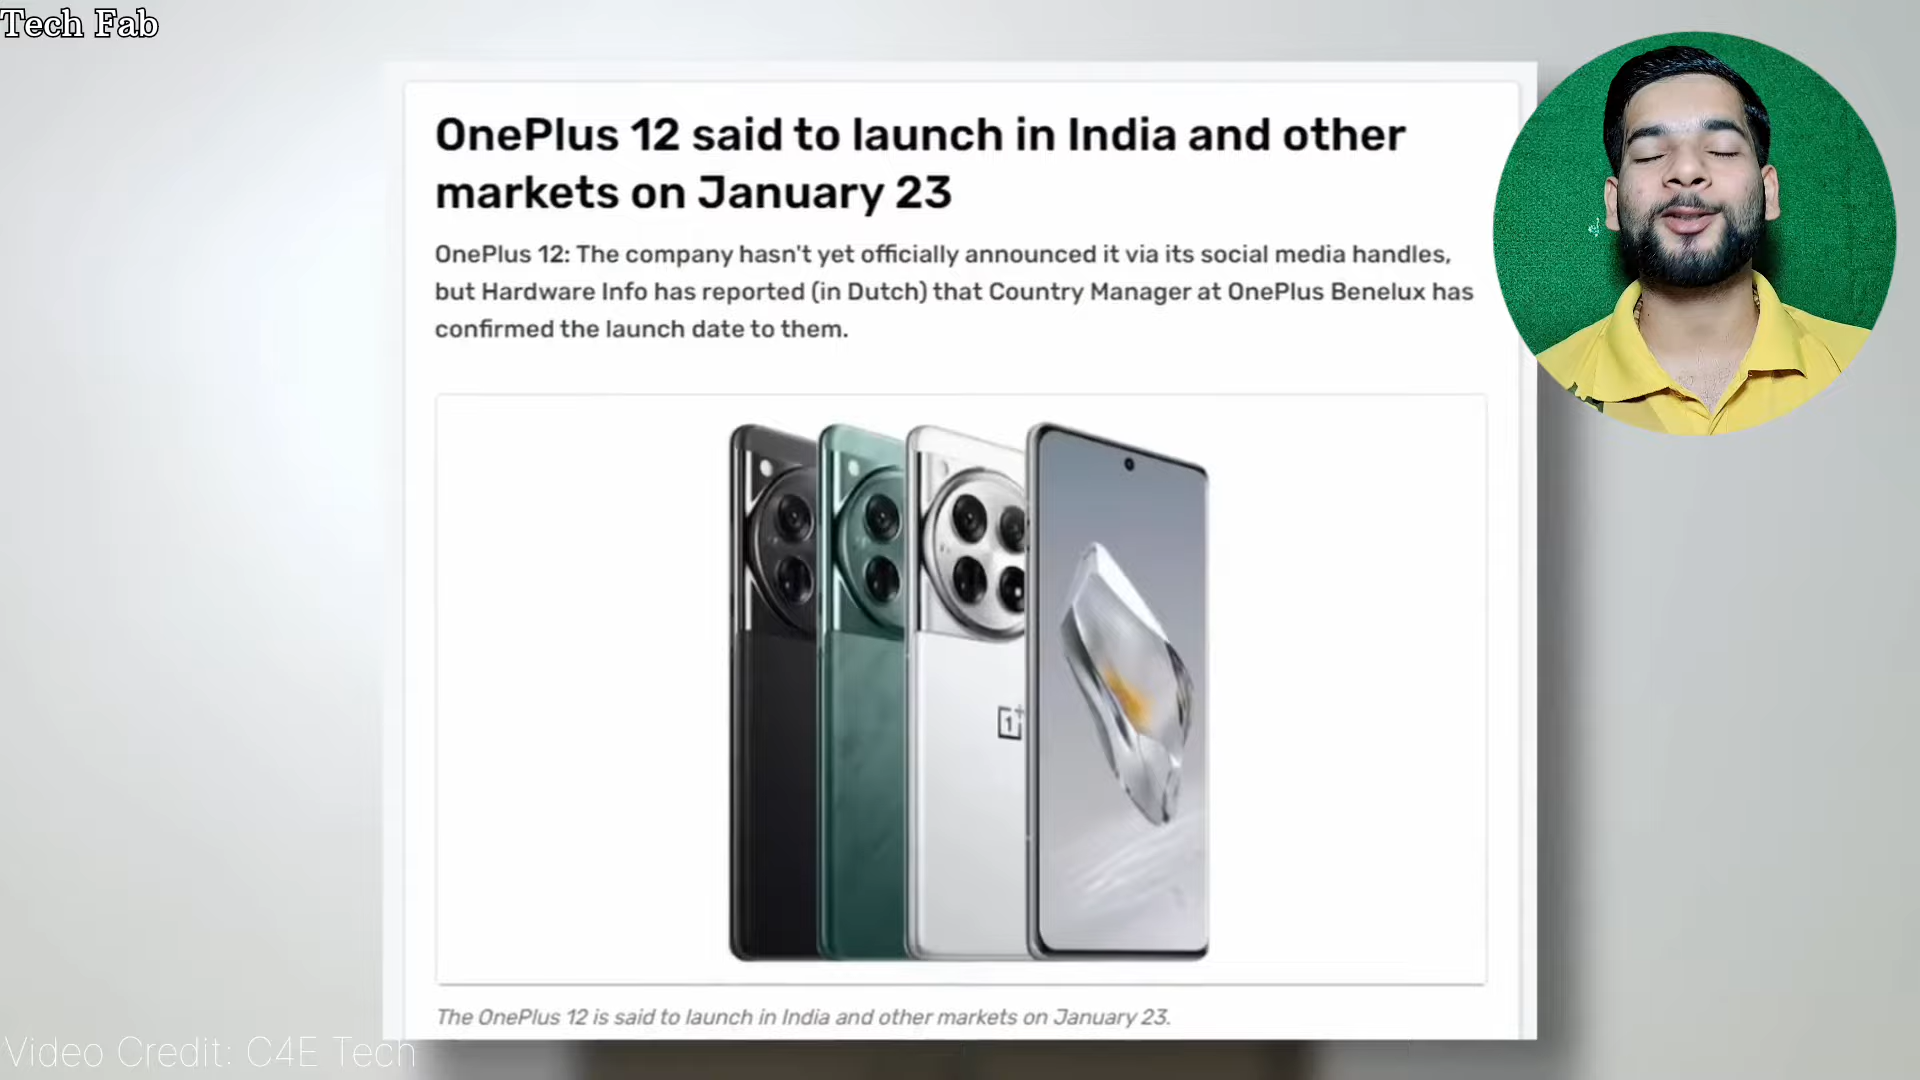 Tech Fab
OnePlus 12 said to launch in India and other
markets on January 23
OnePlus 12: The company hasn't yet officially announced it via its social media handles,
but Hardware Info has reported (in Dutch) that Country Manager at OnePlus Benelux has
confirmed the launch date to them.
1+
The OnePlus 12 is said to launch in India and other markets on January 23.
Video Credit: C4E Tech